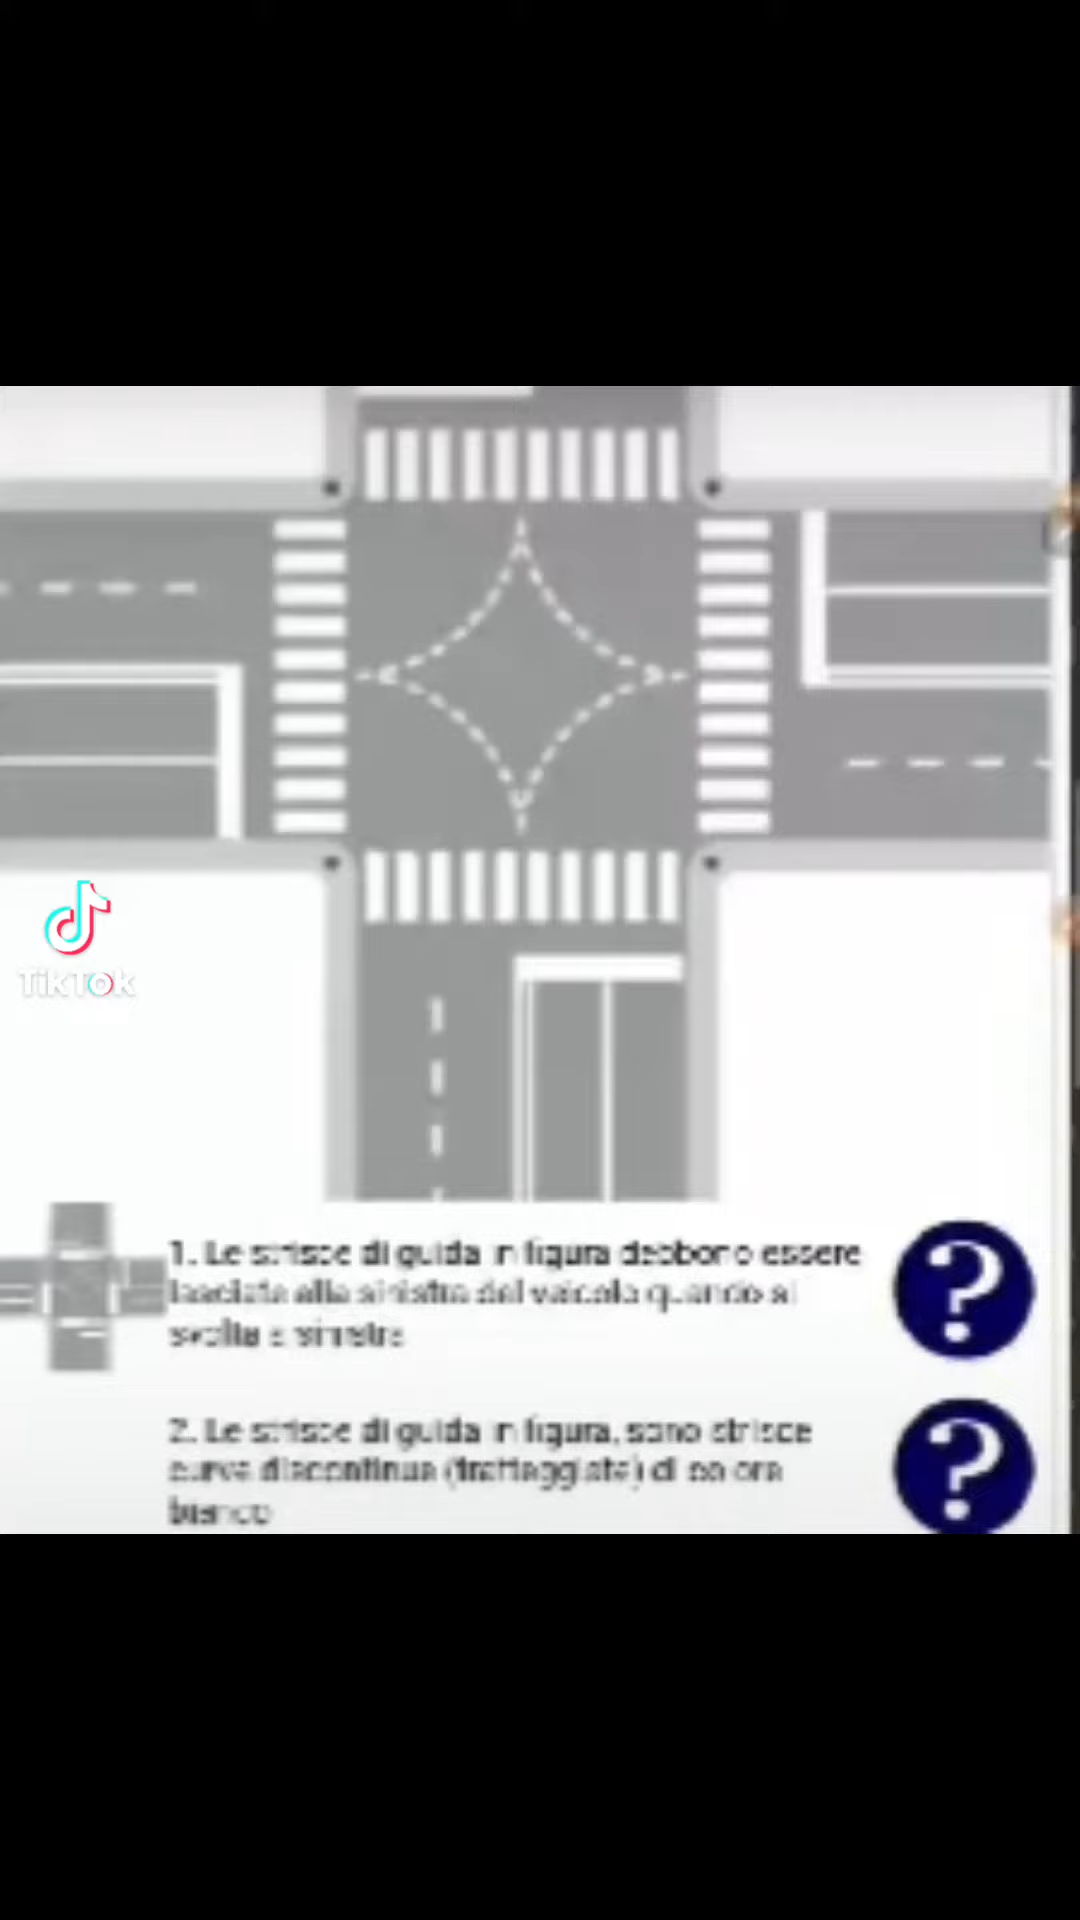 TikTok
1. Le strisce di guida in figura debbono essere
lasciate alla sinistra del veicolo quando si
svolta a sinistra
?
2. Le strisce di guida in figura, sono strisce
curve discontinue (tratteggiate) di colore
bianco
?